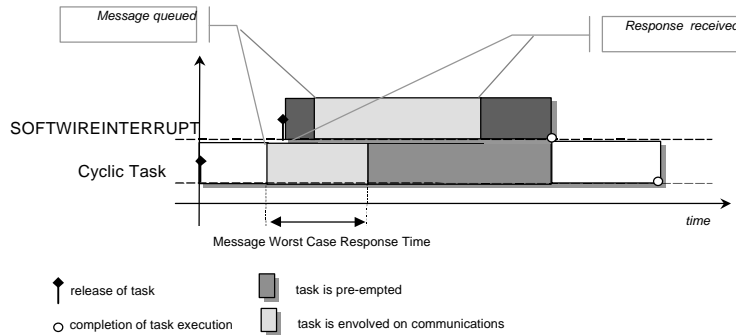 Message queued
Response received
SOFTWIREINTERRUPT
Cyclic Task
time
Message Worst Case Response Time
release of task
task is pre-empted
completion of task execution
task is envolved on communications